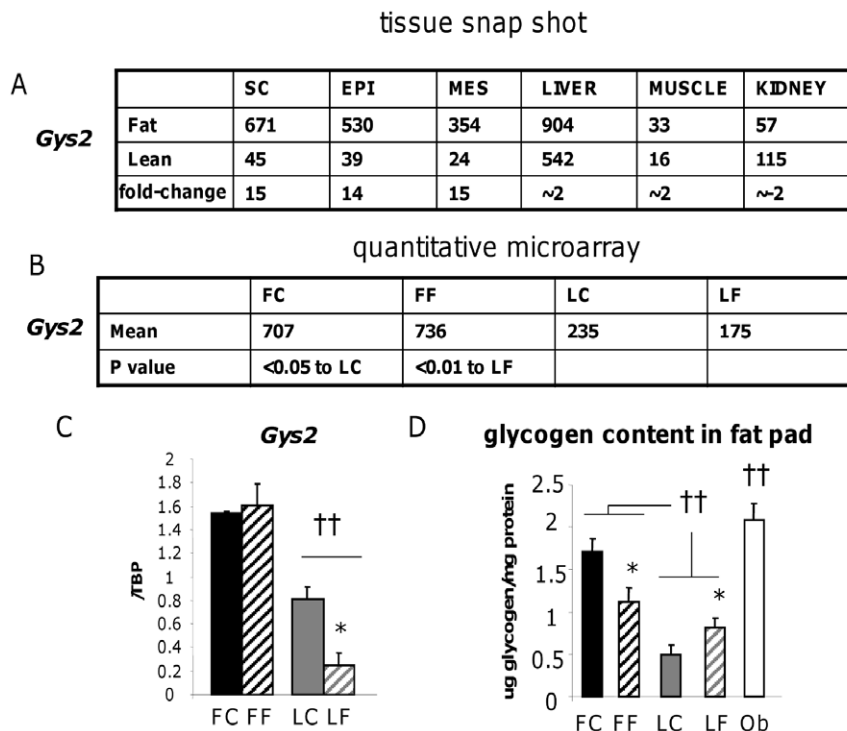 tissue snap shot
A
SC EPI MES LIVER MUSCLE KIDNEY
Gys2
Fat 671 530 354 904 33 57
Lean 45 39 24 542 16 115
fold-change 15 14 15 ~2 ~2 ~-2
quantitative microarray
B
FC FF LC LF
Gys2
Mean 707 736 235 175
P value <0.05 to LC <0.01 to LF
C
Gys2
/TBP
2
1.8
1.6
1.4
1.2
1
0.8
0.6
0.4
0.2
0
††
*
FC FF LC LF
D
glycogen content in fat pad
ug glycogen/mg protein
2.5
2
1.5
1
0.5
0
††
††
*
*
FC FF LC LF Ob